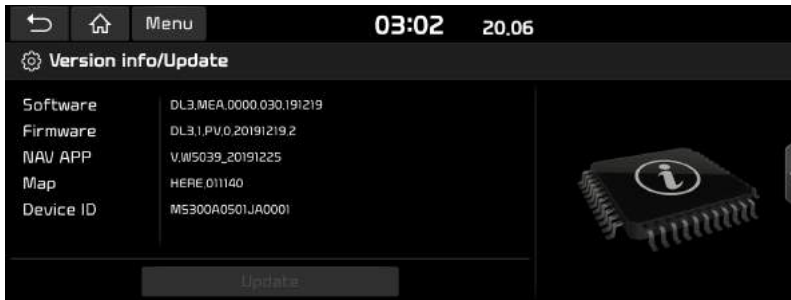 Menu 03:02 20.06
Version info/Update
Software DL3.MEA.0000.030.191219
Firmware DL3.1.PV.0.20191219.2
NAV APP V.W5039_20191225
Map HERE.011140
Device ID M5300A0501JA0001
Update